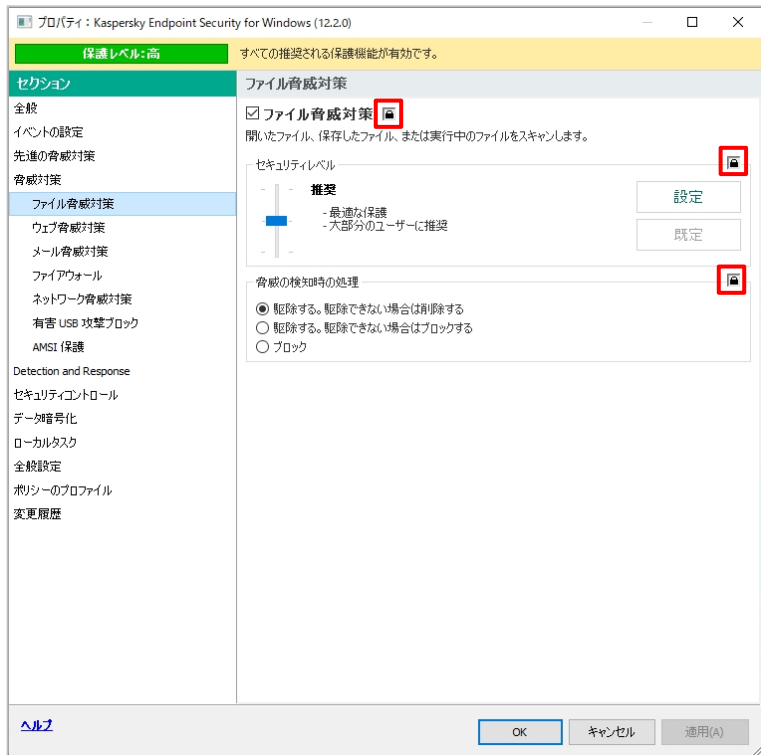 プロパティ：Kaspersky Endpoint Security for Windows (12.2.0)
保護レベル:高
すべての推奨される保護機能が有効です。
セクション
全般
イベントの設定
先進の脅威対策
脅威対策
ファイル脅威対策
ウェブ脅威対策
メール脅威対策
ファイアウォール
ネットワーク脅威対策
有害 USB 攻撃ブロック
AMSI 保護
Detection and Response
セキュリティコントロール
データ暗号化
ローカルタスク
全般設定
ポリシーのプロファイル
変更履歴
ファイル脅威対策
ファイル脅威対策
開いたファイル、保存したファイル、または実行中のファイルをスキャンします。
セキュリティレベル
推奨
- 最適な保護
- 大部分のユーザーに推奨
設定
既定
脅威の検知時の処理
駆除する。駆除できない場合は削除する
駆除する。駆除できない場合はブロックする
ブロック
ヘルプ
OK
キャンセル
適用(A)